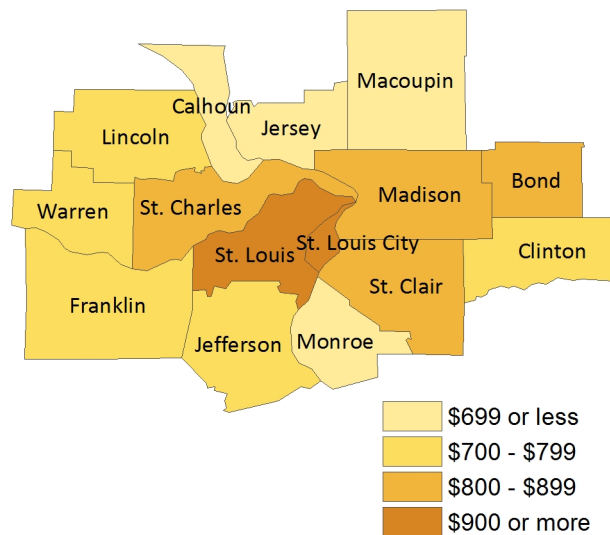 Macoupin
Calhoun
Lincoln
Jersey
Bond
Madison
St. Charles
Warren
St. Louis
St. Louis City
Clinton
St. Clair
Franklin
Jefferson
Monroe
$699 or less
$700 - $799
$800 - $899
$900 or more